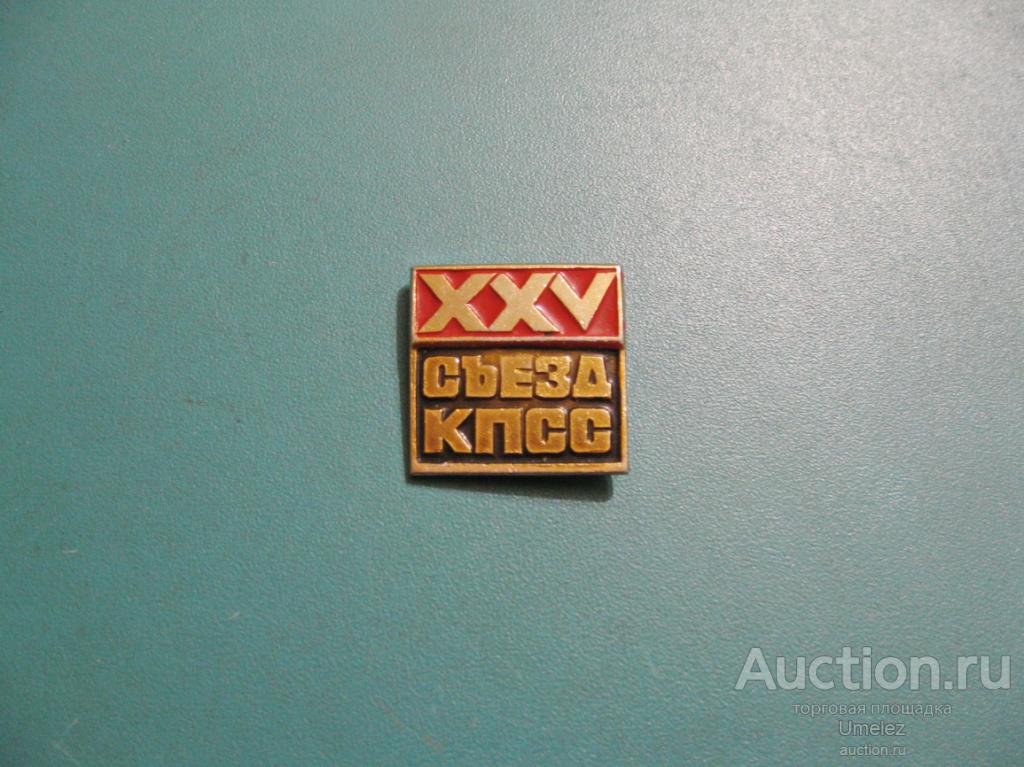 XXV
СЪЕЗД
КПСС
Auction.ru
торговая площадка
Umelez
auction.ru